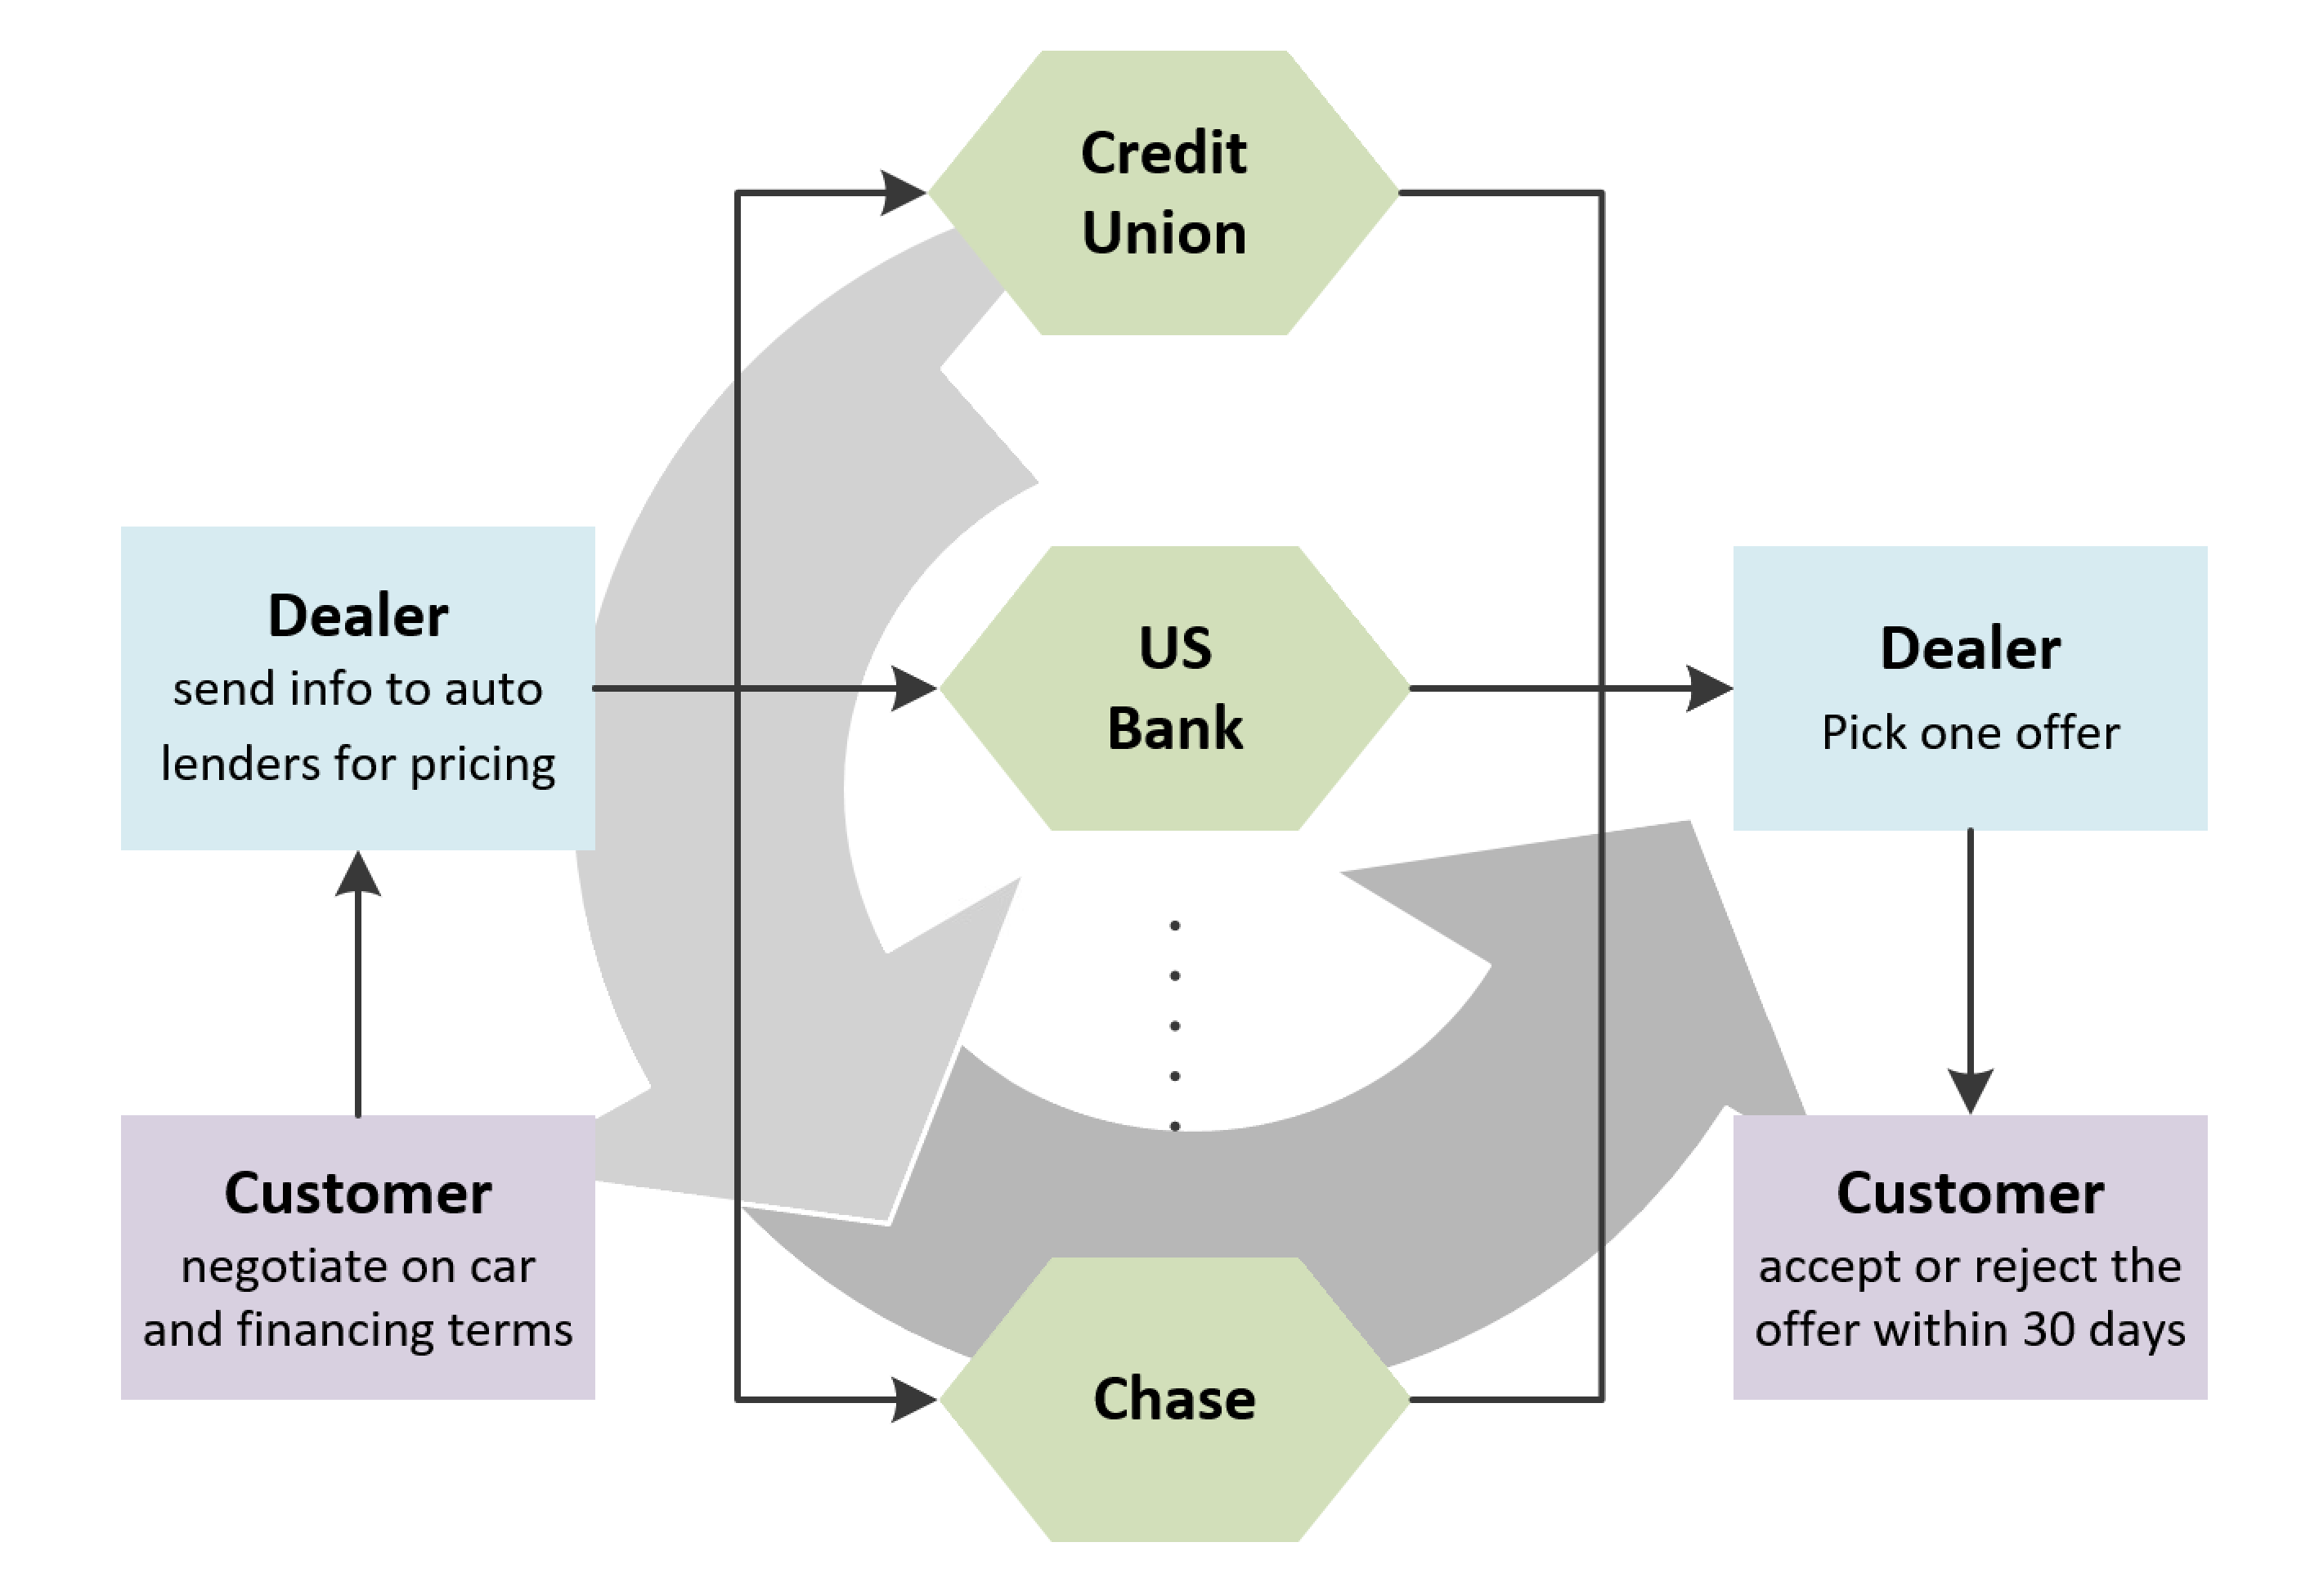 Credit
Union
Dealer
send info to auto
lenders for pricing
US
Bank
Dealer
Pick one offer
Customer
negotiate on car
and financing terms
Customer
accept or reject the
offer within 30 days
Chase